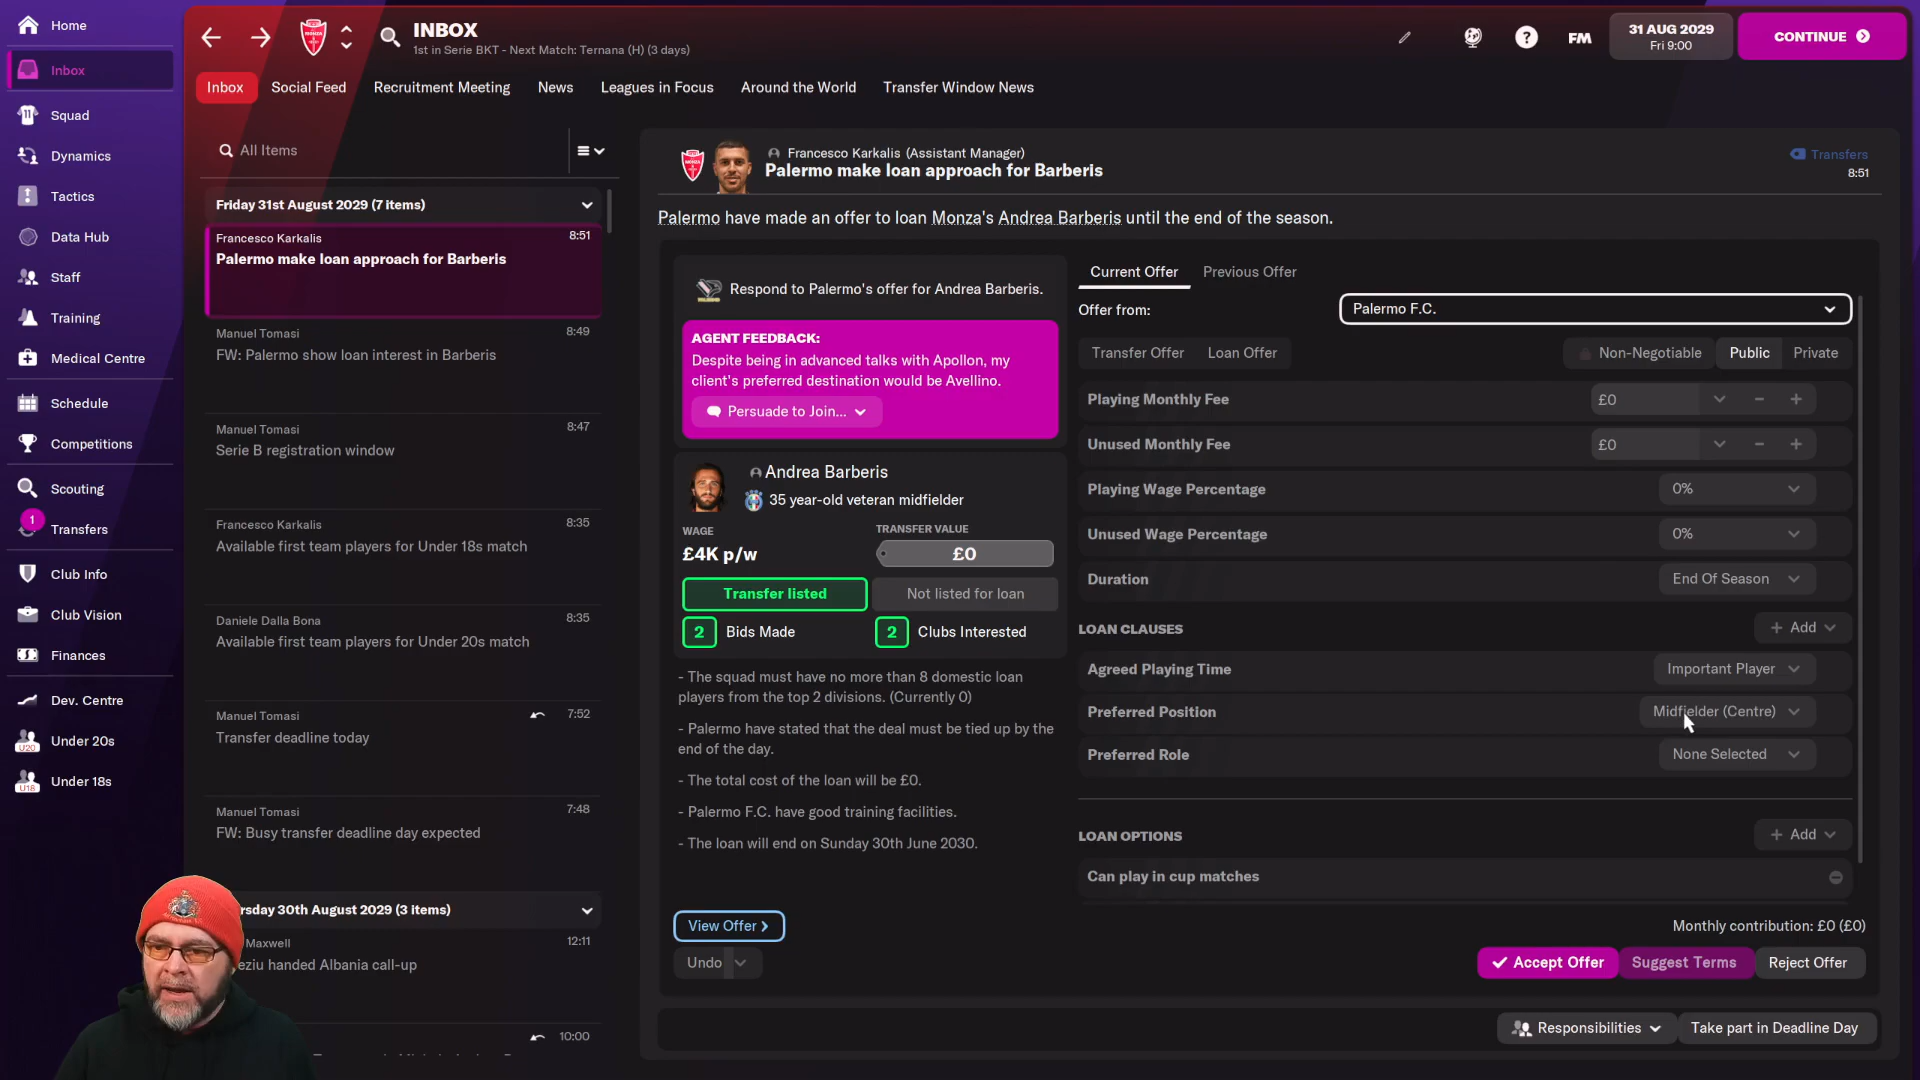 Home
Inbox
Squad
Dynamics
Tactics
Data Hub
Staff
Training
Medical Centre
Schedule
Competitions
Scouting
1
Transfers
Club Info
Club Vision
Finances
Dev. Centre
U20
Under 20s
U18
Under 18s
MONZA
INBOX
1st in Serie BKT - Next Match: Ternana (H) (3 days)
?
FM
31 AUG 2029
Fri 9:00
CONTINUE
Inbox
Social Feed
Recruitment Meeting
News
Leagues in Focus
Around the World
Transfer Window News
All Items
Friday 31st August 2029 (7 items)
Francesco Karkalis
8:51
Palermo make loan approach for Barberis
Manuel Tomasi
8:49
FW: Palermo show loan interest in Barberis
Manuel Tomasi
8:47
Serie B registration window
Francesco Karkalis
8:35
Available first team players for Under 18s match
Daniele Dalla Bona
8:35
Available first team players for Under 20s match
Manuel Tomasi
7:52
Transfer deadline today
Manuel Tomasi
7:48
FW: Busy transfer deadline day expected
rsday 30th August 2029 (3 items)
Maxwell
12:11
eziu handed Albania call-up
10:00
MONZA
Francesco Karkalis (Assistant Manager)
Palermo make loan approach for Barberis
Transfers
8:51
Palermo have made an offer to loan Monza's Andrea Barberis until the end of the season.
Respond to Palermo's offer for Andrea Barberis.
AGENT FEEDBACK:
Despite being in advanced talks with Apollon, my
client's preferred destination would be Avellino.
Persuade to Join...
Andrea Barberis
35 year-old veteran midfielder
WAGE
£4K p/w
TRANSFER VALUE
£0
Transfer listed
Not listed for loan
2 Bids Made
2 Clubs Interested
- The squad must have no more than 8 domestic loan
players from the top 2 divisions. (Currently 0)
- Palermo have stated that the deal must be tied up by the
end of the day.
- The total cost of the loan will be £0.
- Palermo F.C. have good training facilities.
- The loan will end on Sunday 30th June 2030.
View Offer
Undo
Current Offer
Previous Offer
Offer from:
Palermo F.C.
Transfer Offer
Loan Offer
Non-Negotiable
Public
Private
Playing Monthly Fee
£0
Unused Monthly Fee
£0
Playing Wage Percentage
0%
Unused Wage Percentage
0%
Duration
End Of Season
LOAN CLAUSES
+ Add
Agreed Playing Time
Important Player
Preferred Position
Midfielder (Centre)
Preferred Role
None Selected
LOAN OPTIONS
+ Add
Can play in cup matches
Monthly contribution: £0 (£0)
Accept Offer
Suggest Terms
Reject Offer
Responsibilities
Take part in Deadline Day